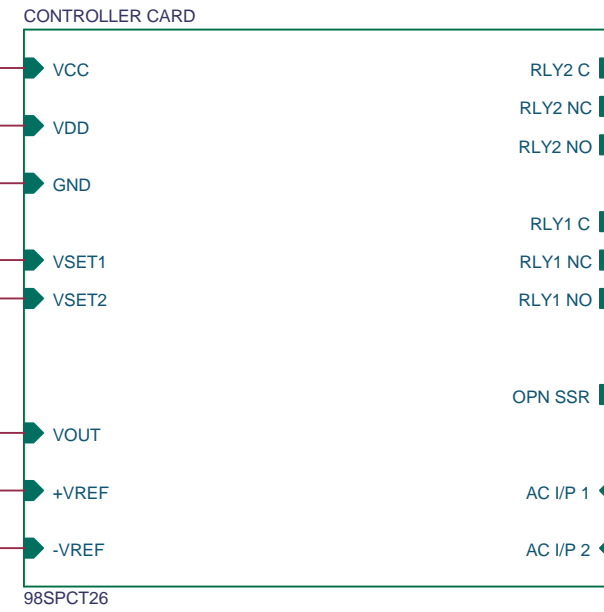 CONTROLLER CARD
VCC
RLY2 C
RLY2 NC
VDD
RLY2 NO
GND
RLY1 C
VSET1
RLY1 NC
VSET2
RLY1 NO
OPN SSR
VOUT
+VREF
AC I/P 1
-VREF
AC I/P 2
98SPCT26